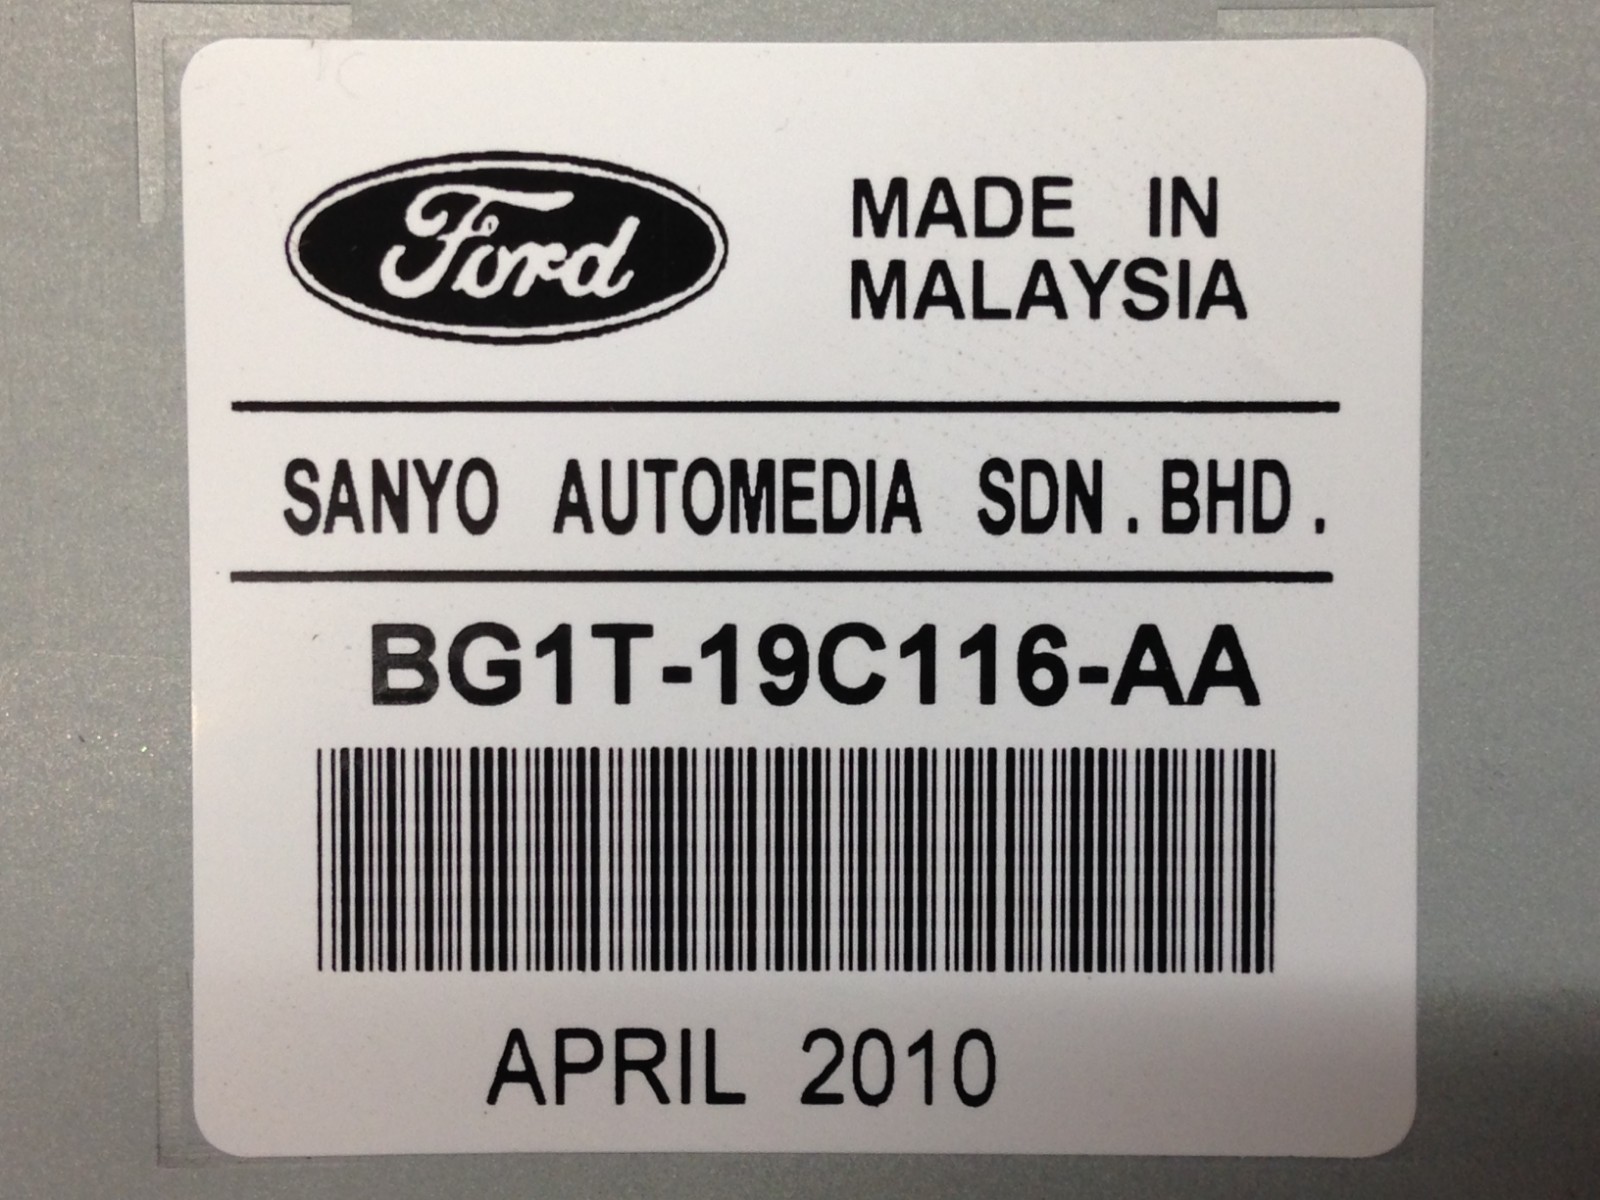 Ford
MADE IN
MALAYSIA
SANYO AUTOMEDIA SDN. BHD.
BG1T-19C116-AA
APRIL 2010